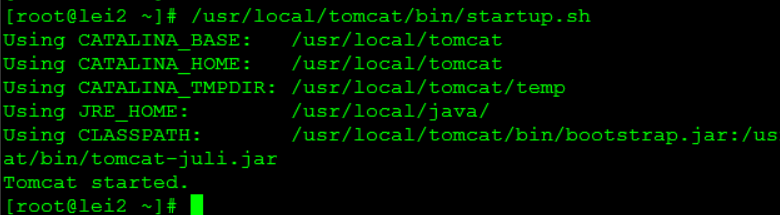 [root@lei2 ~]# /usr/local/tomcat/bin/startup.sh
Using CATALINA_BASE:   /usr/local/tomcat
Using CATALINA_HOME:   /usr/local/tomcat
Using CATALINA_TMPDIR: /usr/local/tomcat/temp
Using JRE_HOME:        /usr/local/java/
Using CLASSPATH:       /usr/local/tomcat/bin/bootstrap.jar:/us
at/bin/tomcat-juli.jar
Tomcat started.
[root@lei2 ~]#